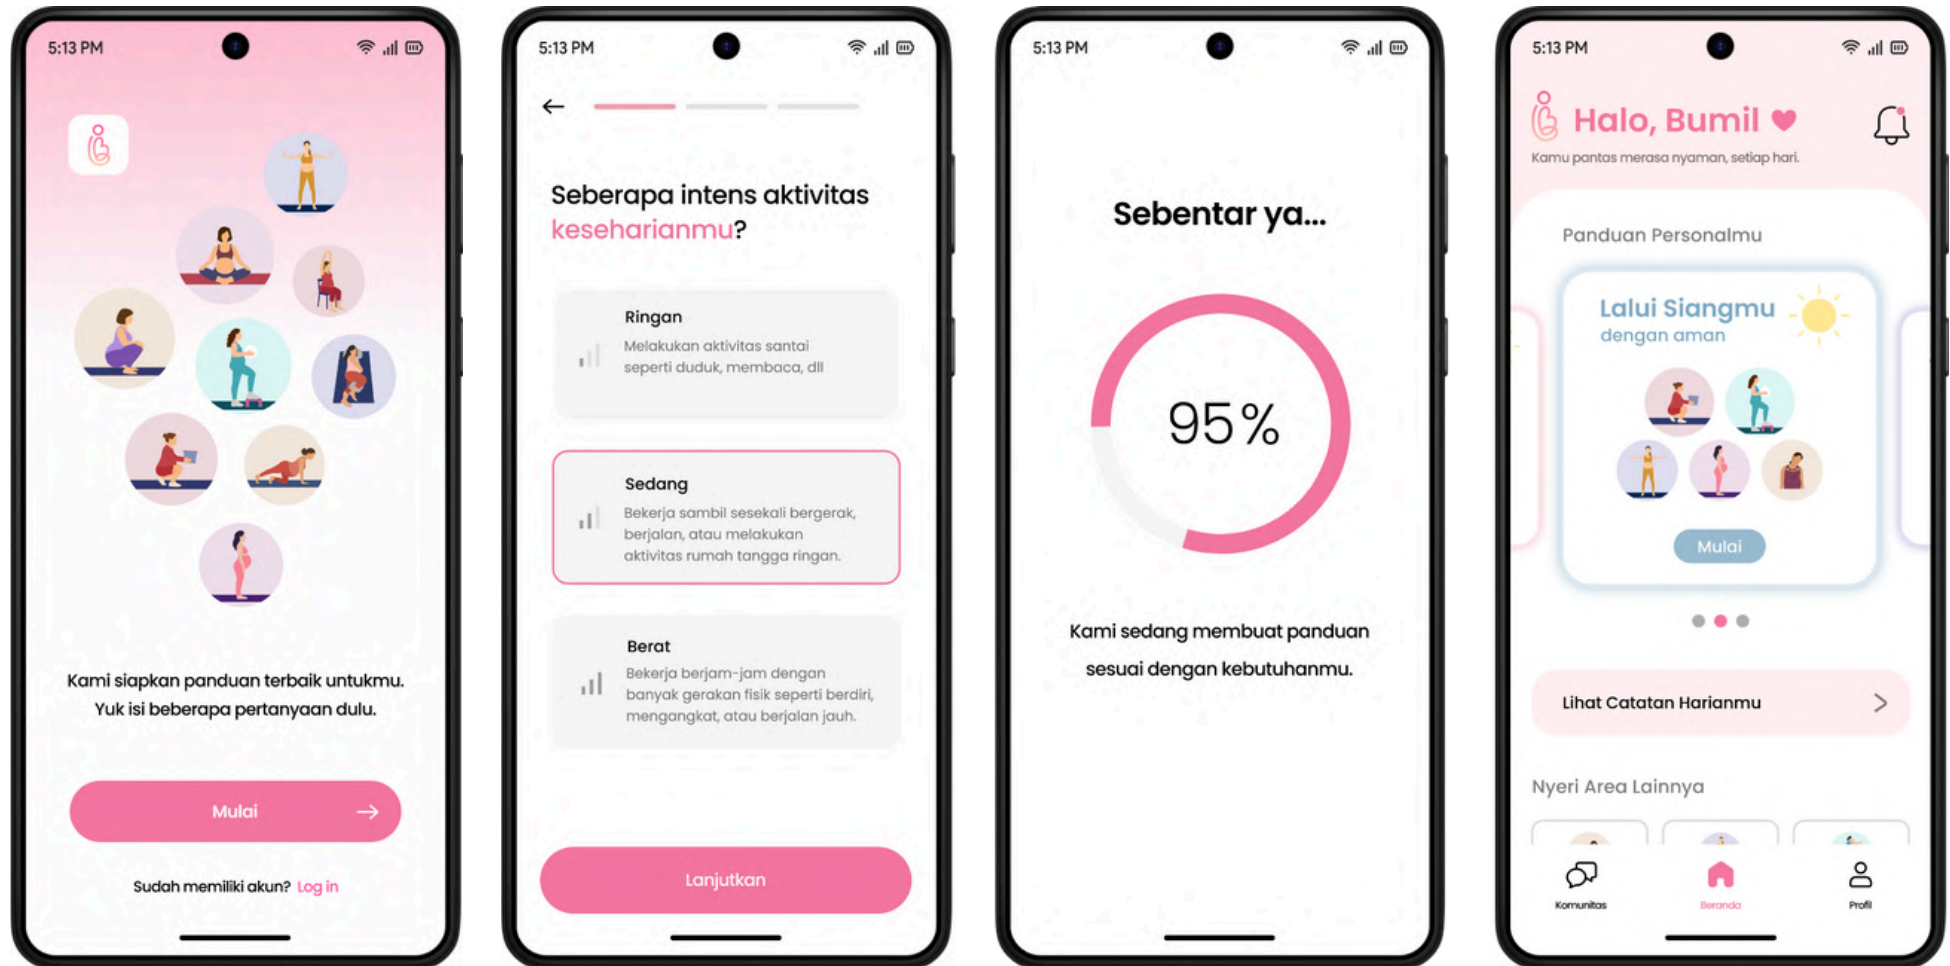 5:13 PM
Kami siapkan panduan terbaik untukmu.
Yuk isi beberapa pertanyaan dulu.
Mulai
Sudah memiliki akun? Log in
5:13 PM
Seberapa intens aktivitas
keseharianmu?
Ringan
Melakukan aktivitas santai
seperti duduk, membaca, dll
Sedang
Bekerja sambil sesekali bergerak,
berjalan, atau melakukan
aktivitas rumah tangga ringan.
Berat
Bekerja berjam-jam dengan
banyak gerakan fisik seperti berdiri,
mengangkat, atau berjalan jauh.
Lanjutkan
5:13 PM
Sebentar ya...
95%
Kami sedang membuat panduan
sesuai dengan kebutuhanmu.
5:13 PM
Halo, Bumil
Kamu pantas merasa nyaman, setiap hari.
Panduan Personalmu
Lalui Siangmu
dengan aman
Mulai
Lihat Catatan Harianmu
Nyeri Area Lainnya
Komunitas
Beranda
Profil